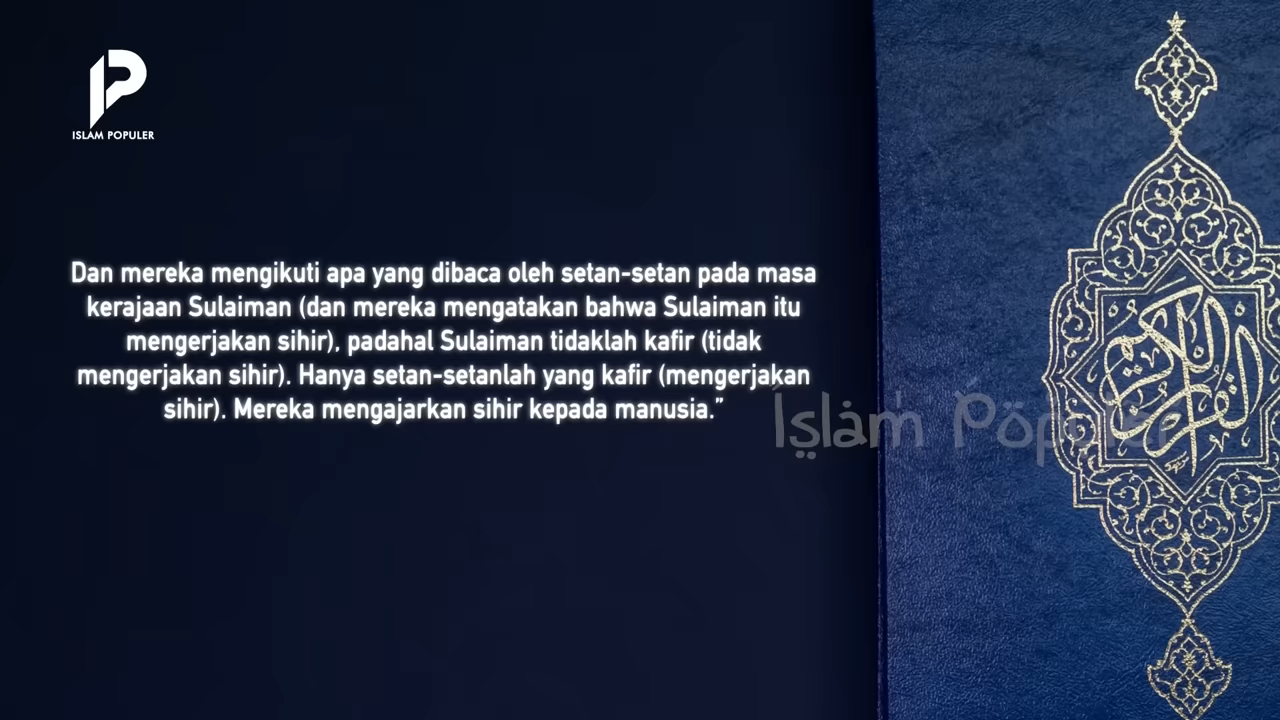 ISLAM POPULER
Dan mereka mengikuti apa yang dibaca oleh setan-setan pada masa
kerajaan Sulaiman (dan mereka mengatakan bahwa Sulaiman itu
mengerjakan sihir), padahal Sulaiman tidaklah kafir (tidak
mengerjakan sihir). Hanya setan-setanlah yang kafir (mengerjakan
sihir). Mereka mengajarkan sihir kepada manusia.”
Islam Populer
القرآن الكريم